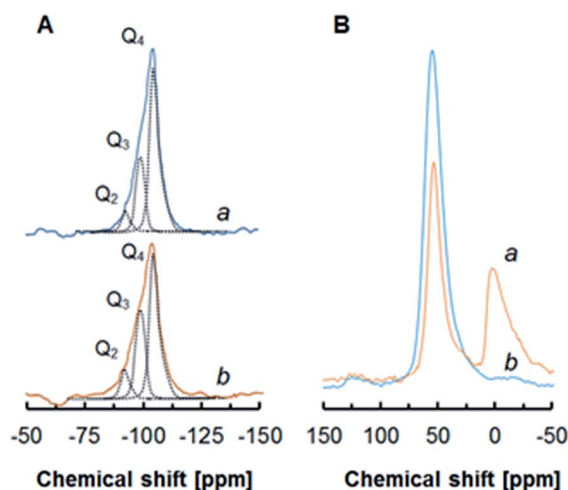 A
Q4
Q3
Q2
a
Q4
Q3
Q2
b
-50 -75 -100 -125 -150
Chemical shift [ppm]
B
a
b
150 100 50 0 -50
Chemical shift [ppm]